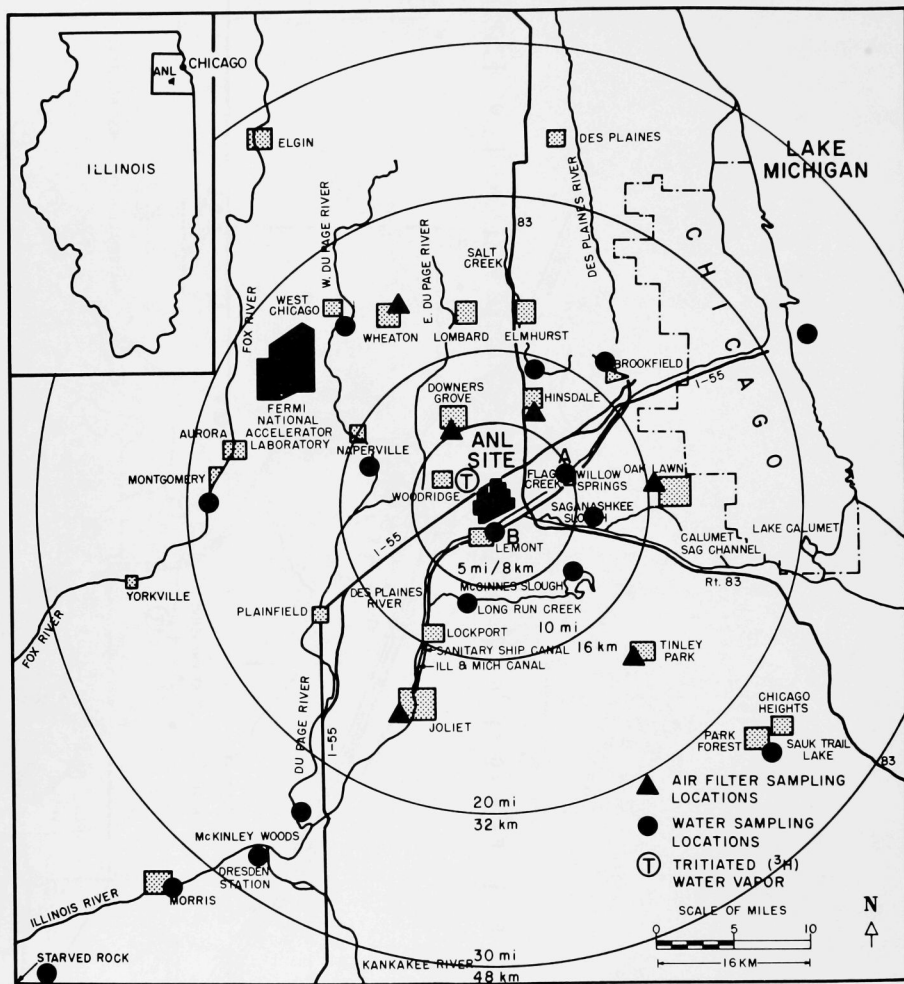 CHICAGO
ANL
ILLINOIS
ELGIN
DES PLAINES
LAKE
MICHIGAN
W. DU PAGE RIVER
E. DU PAGE RIVER
83
DES PLAINES RIVER
SALT
CREEK
CHICAGO
FOX RIVER
WEST
CHICAGO
WHEATON
LOMBARD
ELMHURST
BROOKFIELD
I-55
FERMI
NATIONAL
ACCELERATOR
LABORATORY
DOWNERS
GROVE
HINSDALE
AURORA
NAPERVILLE
ANL
SITE
A
MONTGOMERY
T
WOODRIDGE
FLAG
CREEK
WILLOW
SPRINGS
OAK LAWN
SAGANASHKEE
SLOUGH
B
LEMONT
CALUMET
SAG CHANNEL
LAKE CALUMET
I-55
5 mi/8 km
Rt. 83
YORKVILLE
FOX RIVER
PLAINFIELD
DES PLAINES
RIVER
McGINNES SLOUGH
LONG RUN CREEK
10 mi
16 km
LOCKPORT
SANITARY SHIP CANAL
ILL & MICH CANAL
TINLEY
PARK
DU PAGE RIVER
I-55
JOLIET
CHICAGO
HEIGHTS
PARK
FOREST
SAUK TRAIL
LAKE
83
20 mi
32 km
AIR FILTER SAMPLING
LOCATIONS
WATER SAMPLING
LOCATIONS
T TRITIATED (³H)
WATER VAPOR
McKINLEY WOODS
DRESDEN
STATION
MORRIS
ILLINOIS RIVER
STARVED ROCK
KANKAKEE RIVER
30 mi
48 km
SCALE OF MILES
0 5 10
16 KM
N